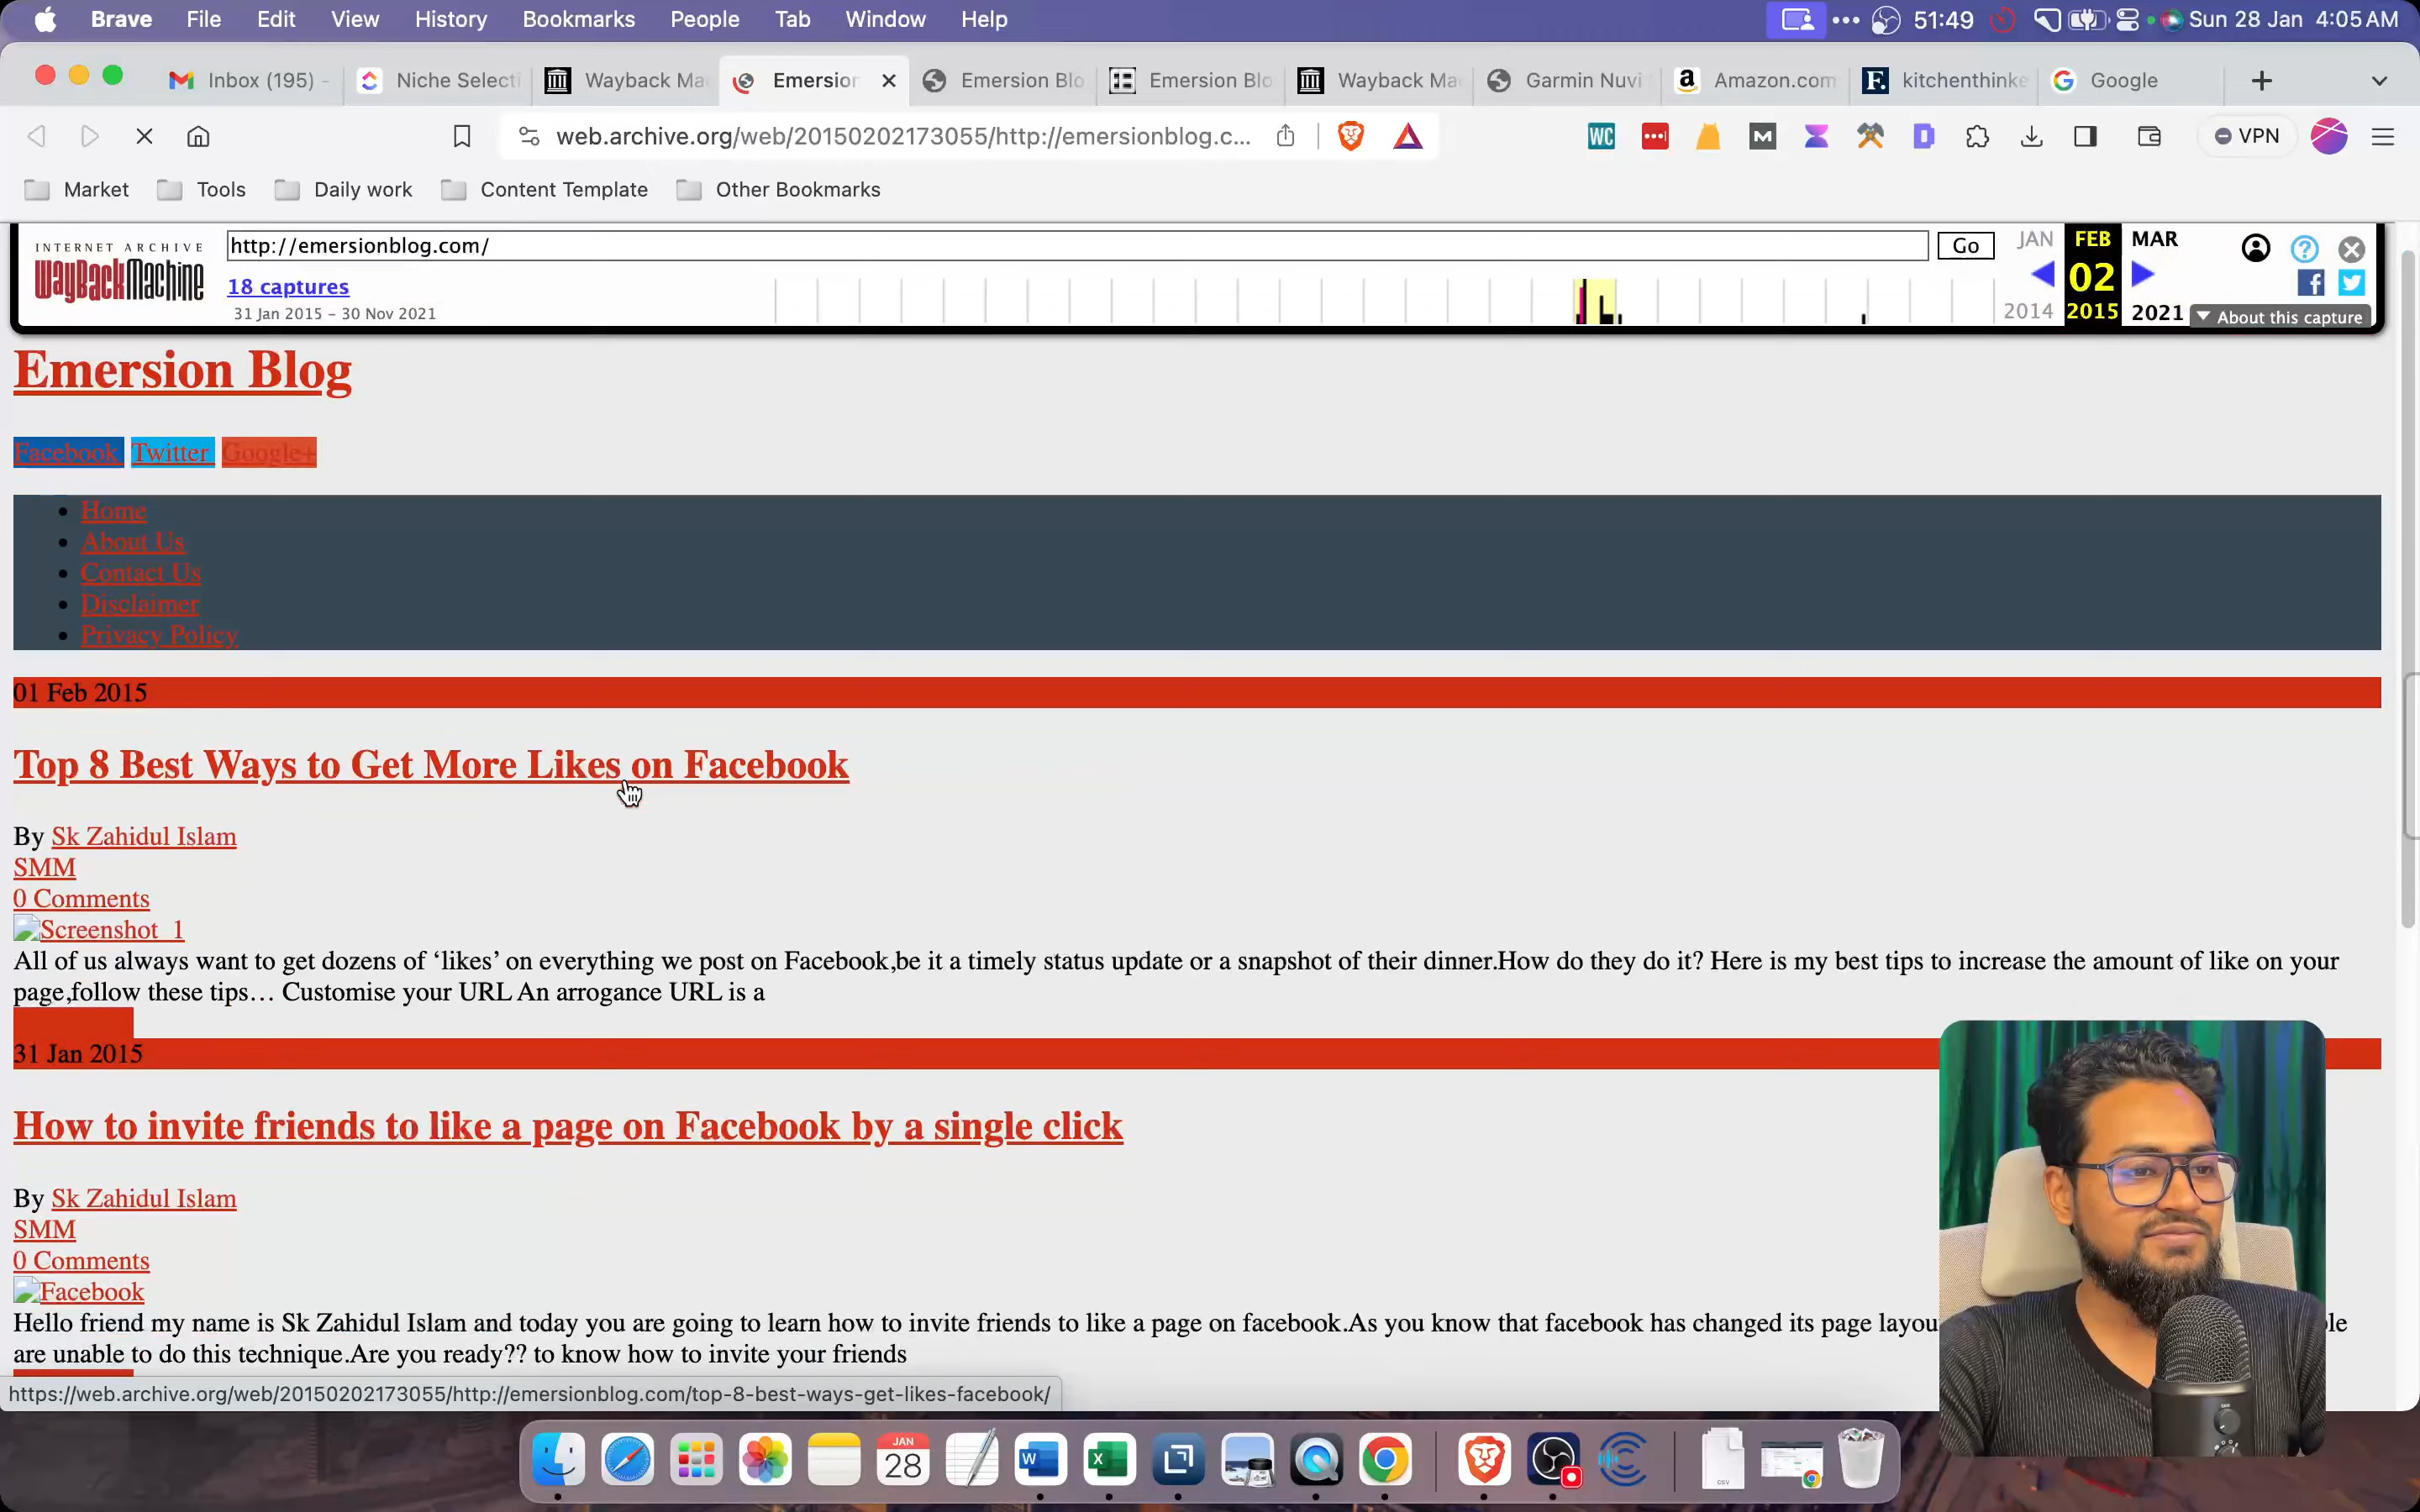 Brave File Edit View History Bookmarks People Tab Window Help 51:49 Sun 28 Jan 4:05 AM
Inbox (195) - Niche Selecti Wayback Ma Emersion Emersion Blo Emersion Blo Wayback Ma Garmin Nuvi Amazon.com kitchenthinke Google
web.archive.org/web/20150202173055/http://emersionblog.c... VPN
Market Tools Daily work Content Template Other Bookmarks
INTERNET ARCHIVE
WayBackMachine
http://emersionblog.com/ Go JAN FEB MAR
18 captures 02
31 Jan 2015 – 30 Nov 2021 2014 2015 2021 About this capture
Emersion Blog
Facebook Twitter Google+
Home
About Us
Contact Us
Disclaimer
Privacy Policy
01 Feb 2015
Top 8 Best Ways to Get More Likes on Facebook
By Sk Zahidul Islam
SMM
0 Comments
Screenshot_1
All of us always want to get dozens of ‘likes’ on everything we post on Facebook,be it a timely status update or a snapshot of their dinner.How do they do it? Here is my best tips to increase the amount of like on your
page,follow these tips… Customise your URL An arrogance URL is a
31 Jan 2015
How to invite friends to like a page on Facebook by a single click
By Sk Zahidul Islam
SMM
0 Comments
Facebook
Hello friend my name is Sk Zahidul Islam and today you are going to learn how to invite friends to like a page on facebook.As you know that facebook has changed its page
are unable to do this technique.Are you ready?? to know how to invite your friends
https://web.archive.org/web/20150202173055/http://emersionblog.com/top-8-best-ways-get-likes-facebook/
JAN
28